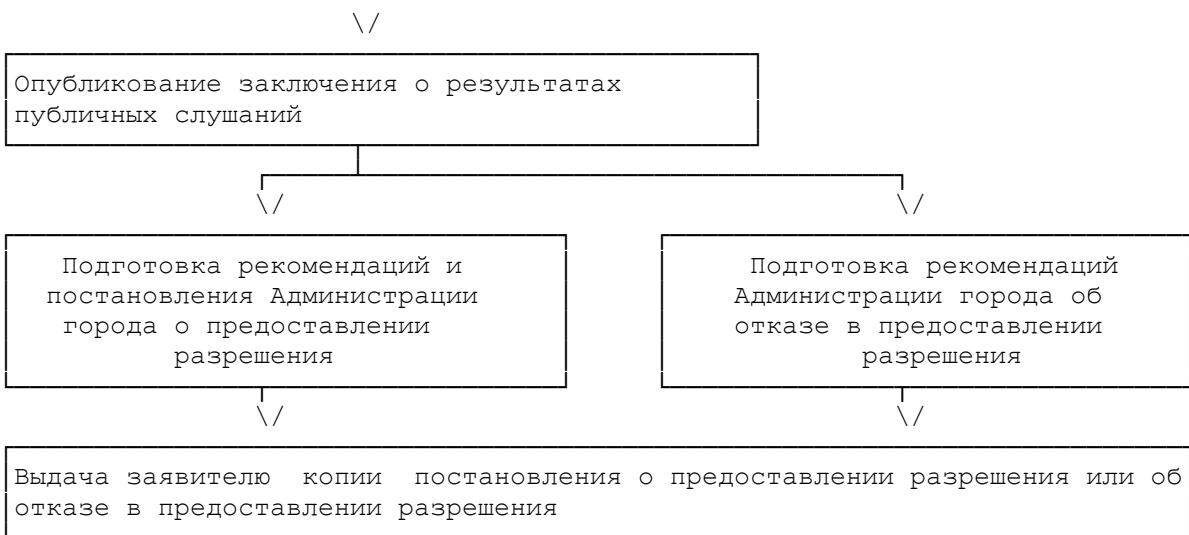 Опубликование заключения о результатах
публичных слушаний
Подготовка рекомендаций и
постановления Администрации
города о предоставлении
разрешения
Подготовка рекомендаций
Администрации города об
отказе в предоставлении
разрешения
Выдача заявителю копии постановления о предоставлении разрешения или об
отказе в предоставлении разрешения